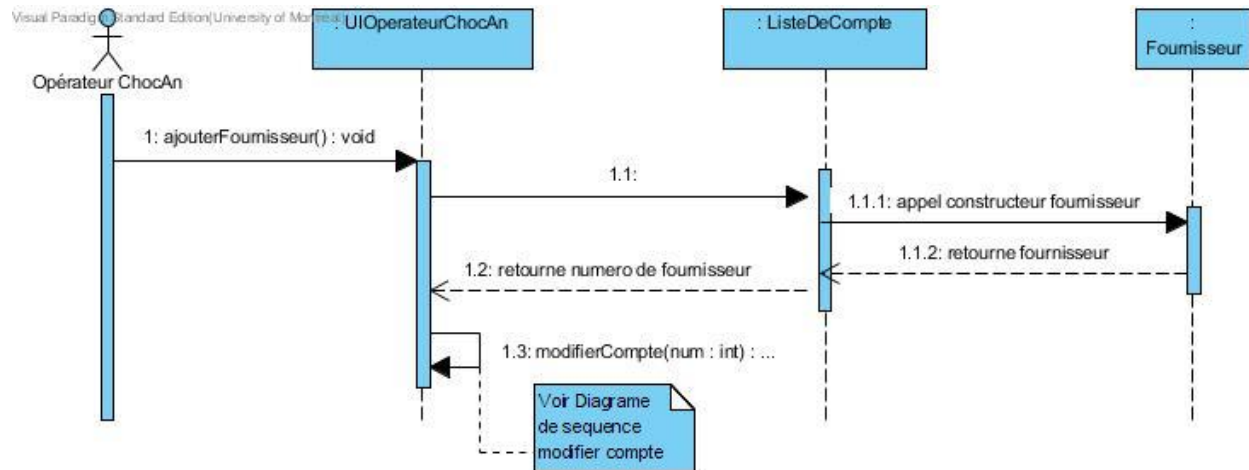 Visual Paradigm Standard Edition(University of Montreal)
: UIOperateurChocAn
: ListeDeCompte
:
Fournisseur
Opérateur ChocAn
1: ajouterFournisseur() : void
1.1:
1.1.1: appel constructeur fournisseur
1.1.2: retourne fournisseur
1.2: retourne numero de fournisseur
1.3: modifierCompte(num : int) : ...
Voir Diagrame
de sequence
modifier compte